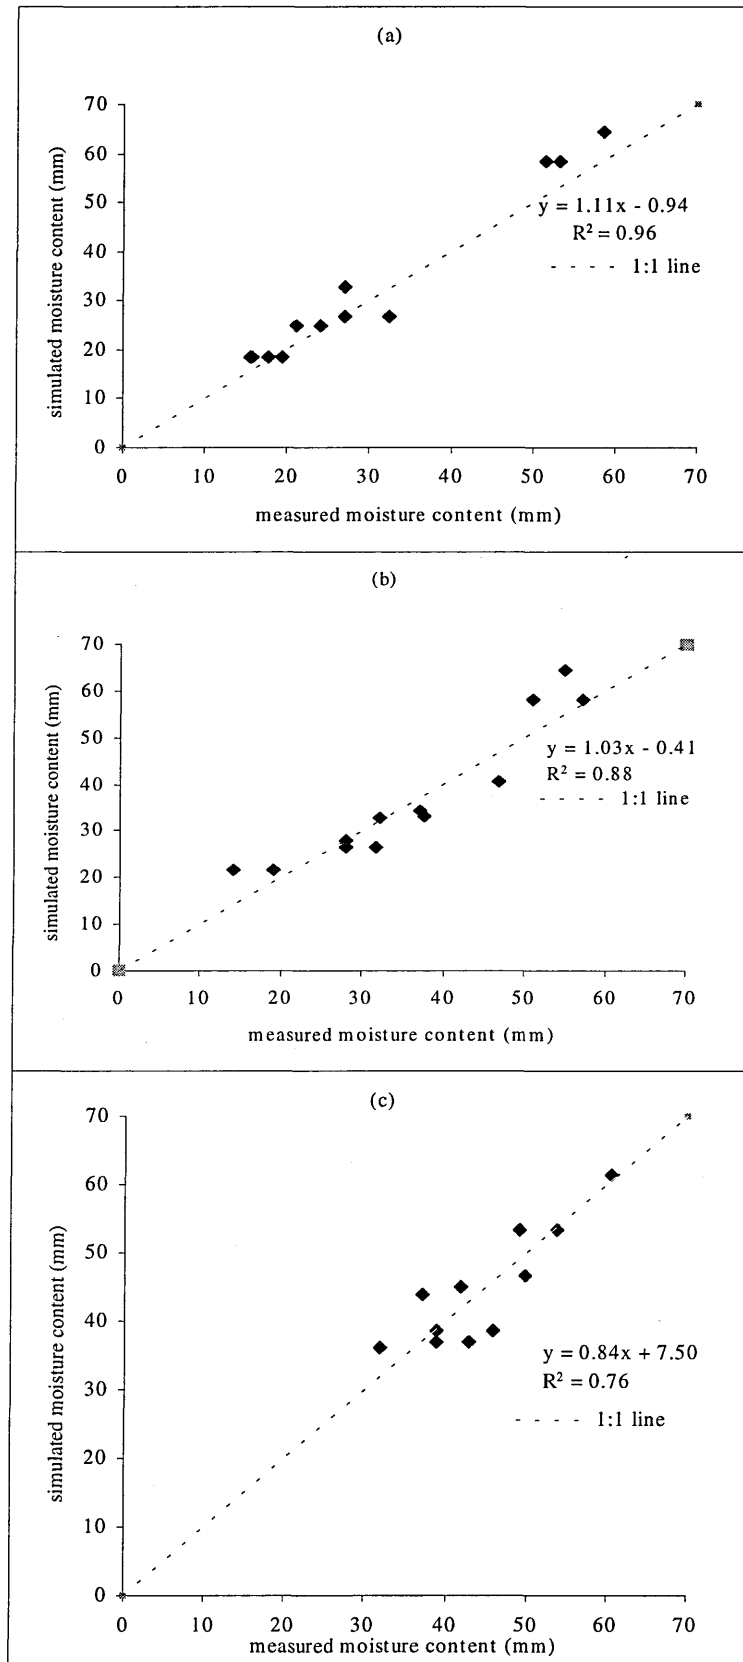 (a)
70
60
50
40
30
20
10
0
simulated moisture content (mm)
y = 1.11x - 0.94
R² = 0.96
- - - - - 1:1 line
0 10 20 30 40 50 60 70
measured moisture content (mm)
(b)
70
60
50
40
30
20
10
0
simulated moisture content (mm)
y = 1.03x - 0.41
R² = 0.88
- - - - - 1:1 line
0 10 20 30 40 50 60 70
measured moisture content (mm)
(c)
70
60
50
40
30
20
10
0
simulated moisture content (mm)
y = 0.84x + 7.50
R² = 0.76
- - - - - 1:1 line
0 10 20 30 40 50 60 70
measured moisture content (mm)